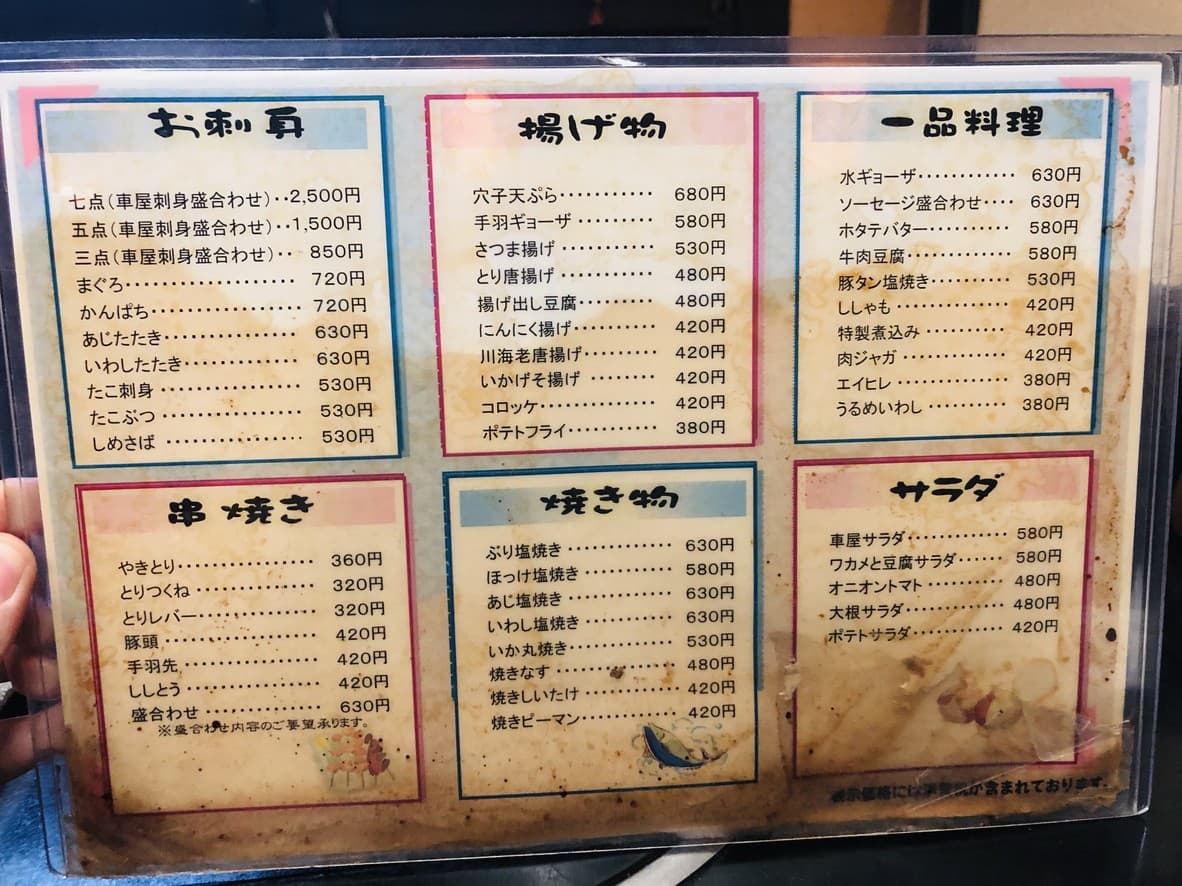 お刺身
七点(車屋刺身盛合わせ)‥2,500円
五点(車屋刺身盛合わせ)‥1,500円
三点(車屋刺身盛合わせ)‥ 850円
まぐろ‥‥‥‥‥‥‥‥ 720円
かんぱち‥‥‥‥‥‥‥ 720円
あじたたき‥‥‥‥‥‥ 630円
いわしたたき‥‥‥‥‥ 630円
たこ刺身 ‥‥‥‥‥‥‥ 530円
たこぶつ ‥‥‥‥‥‥‥ 530円
しめさば ‥‥‥‥‥‥‥ 530円
揚げ物
穴子天ぷら‥‥‥‥‥ 680円
手羽ギョーザ ‥‥‥‥ 580円
さつま揚げ ‥‥‥‥‥ 530円
とり唐揚げ ‥‥‥‥‥ 480円
揚げ出し豆腐‥‥‥‥ 480円
にんにく揚げ‥‥‥‥ 420円
川海老唐揚げ‥‥‥‥ 420円
いかげそ揚げ ‥‥‥‥ 420円
コロッケ‥‥‥‥‥‥ 420円
ポテトフライ‥‥‥‥‥ 380円
一品料理
水ギョーザ‥‥‥‥‥ 630円
ソーセージ盛合わせ‥‥ 630円
ホタテバター‥‥‥‥‥ 580円
牛肉豆腐‥‥‥‥‥‥ 580円
豚タン塩焼き‥‥‥‥ 530円
ししゃも ‥‥‥‥‥‥ 420円
特製煮込み ‥‥‥‥‥ 420円
肉ジャガ ‥‥‥‥‥‥ 420円
エイヒレ ‥‥‥‥‥‥ 380円
うるめいわし ‥‥‥‥ 380円
串焼き
やきとり‥‥‥‥‥‥‥ 360円
とりつくね ‥‥‥‥‥‥ 320円
とりレバー‥‥‥‥‥‥ 320円
豚頭 ‥‥‥‥‥‥‥‥ 420円
手羽先 ‥‥‥‥‥‥‥ 420円
ししとう ‥‥‥‥‥‥‥ 420円
盛合わせ ‥‥‥‥‥‥ 630円
※盛合わせ内容のご要望承ります。
焼き物
ぶり塩焼き ‥‥‥‥‥‥ 630円
ほっけ塩焼き ‥‥‥‥‥ 580円
あじ塩焼き ‥‥‥‥‥‥ 630円
いわし塩焼き ‥‥‥‥‥ 630円
いか丸焼き‥‥‥‥‥‥ 530円
焼きなす ‥‥‥‥‥‥‥ 480円
焼きしいたけ ‥‥‥‥‥ 420円
焼きピーマン‥‥‥‥‥ 420円
サラダ
車屋サラダ‥‥‥‥‥‥ 580円
ワカメと豆腐サラダ‥‥‥ 580円
オニオントマト ‥‥‥‥ 480円
大根サラダ‥‥‥‥‥‥ 480円
ポテトサラダ‥‥‥‥‥ 420円
表示価格には消費税が含まれております。